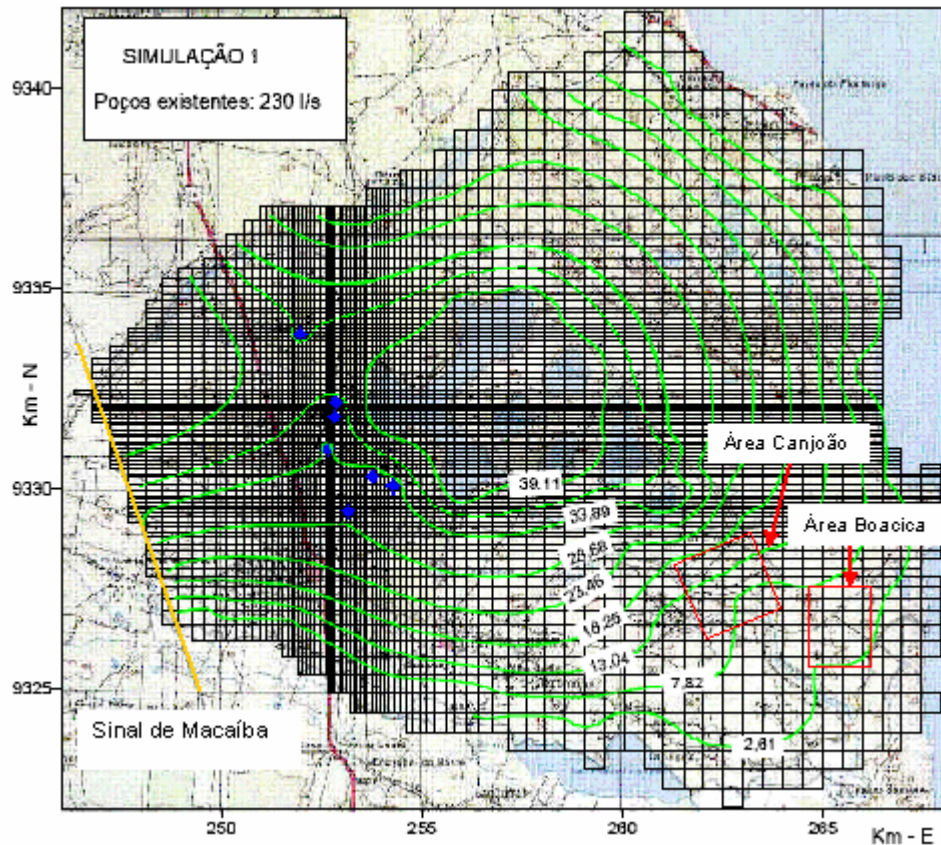 SIMULAÇÃO 1
Poços existentes: 230 l/s
9340
9335
9330
9325
Km - N
Área Canjoão
Área Boacica
39.11
33,89
28,68
23,46
18,25
13,04
7,82
2,61
Sinal de Macaíba
250
255
260
265
Km - E